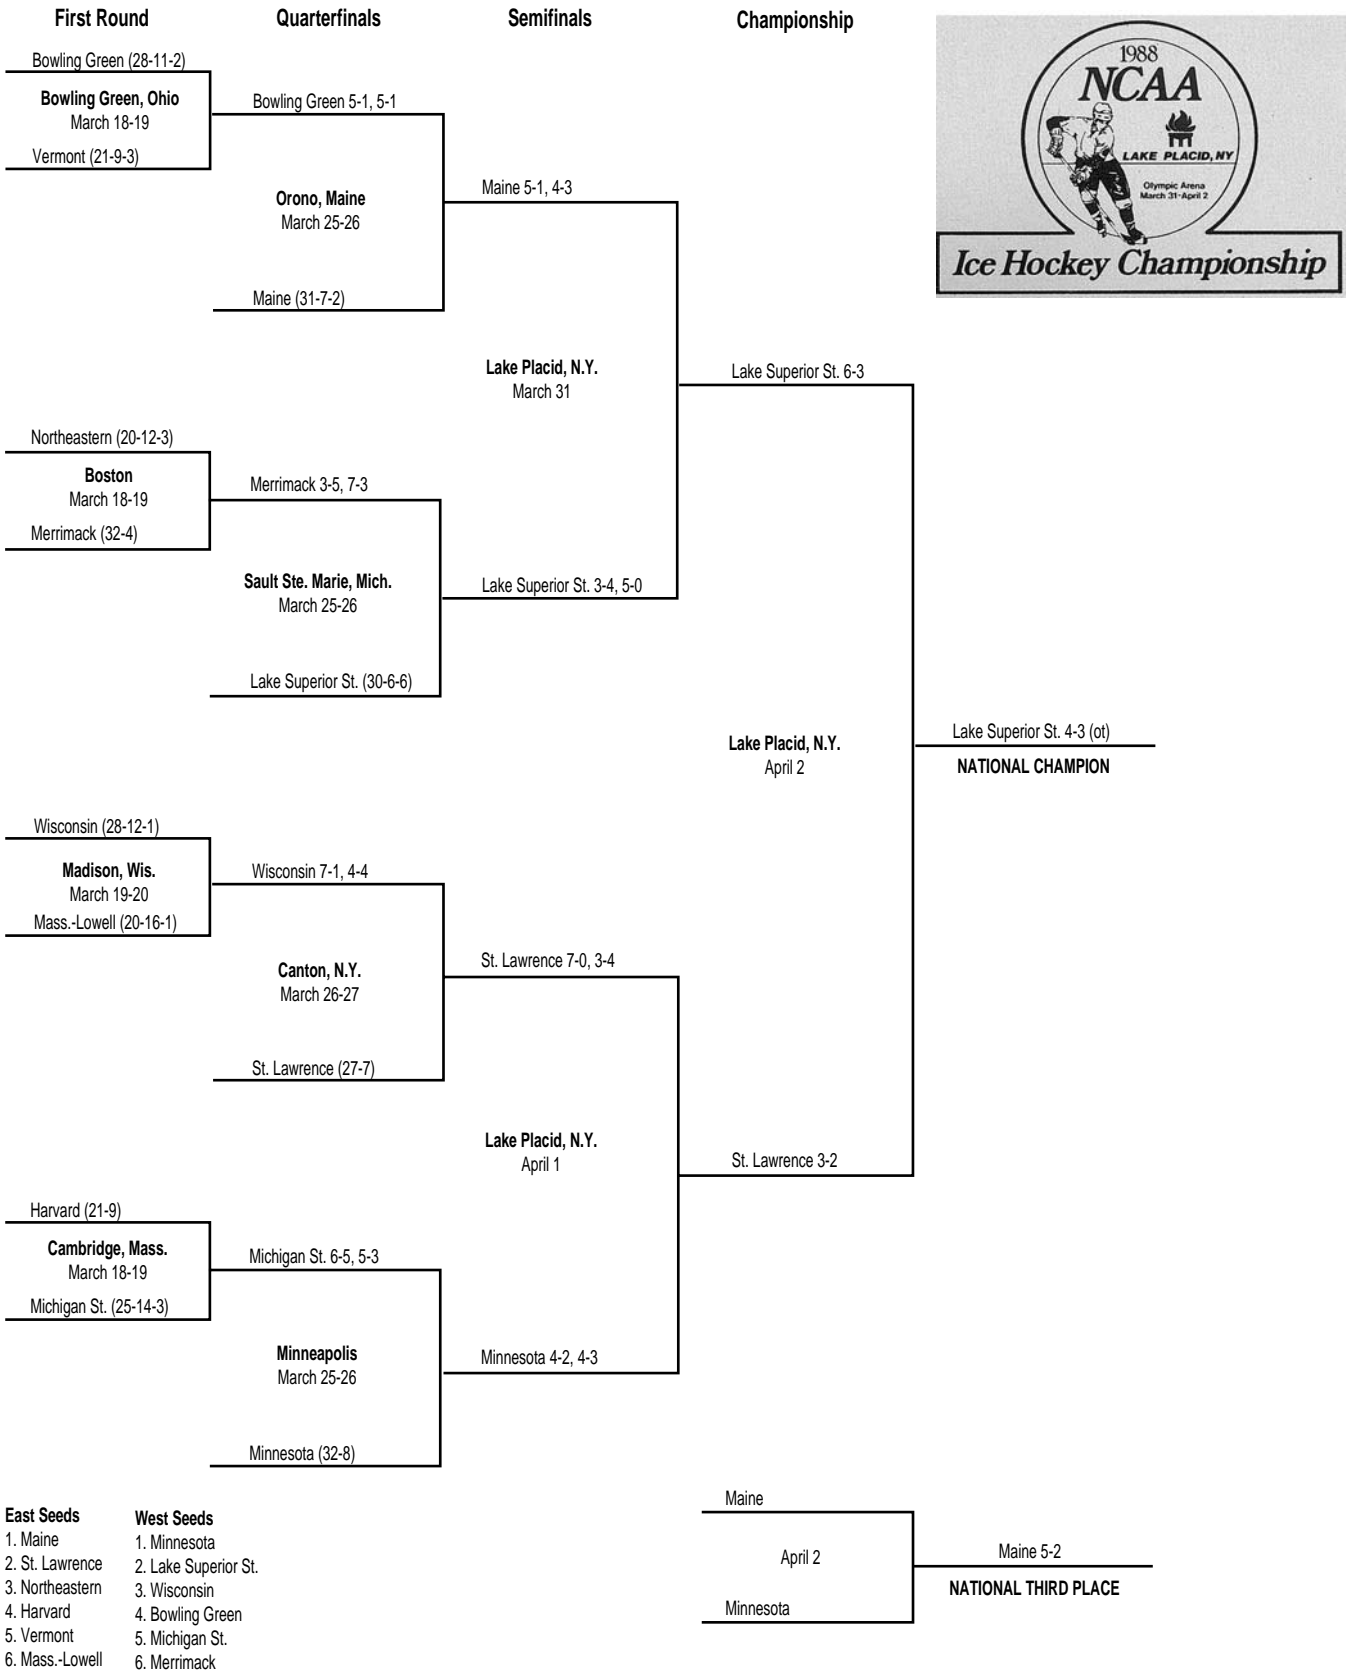 First Round
Quarterfinals
Semifinals
Championship
1988
NCAA
LAKE PLACID, NY
Olympic Arena
March 31-April 2
Ice Hockey Championship
Bowling Green (28-11-2)
Bowling Green, Ohio
March 18-19
Vermont (21-9-3)
Bowling Green 5-1, 5-1
Orono, Maine
March 25-26
Maine (31-7-2)
Maine 5-1, 4-3
Lake Placid, N.Y.
March 31
Lake Superior St. 6-3
Northeastern (20-12-3)
Boston
March 18-19
Merrimack (32-4)
Merrimack 3-5, 7-3
Sault Ste. Marie, Mich.
March 25-26
Lake Superior St. (30-6-6)
Lake Superior St. 3-4, 5-0
Lake Placid, N.Y.
April 2
Lake Superior St. 4-3 (ot)
NATIONAL CHAMPION
Wisconsin (28-12-1)
Madison, Wis.
March 19-20
Mass.-Lowell (20-16-1)
Wisconsin 7-1, 4-4
Canton, N.Y.
March 26-27
St. Lawrence (27-7)
St. Lawrence 7-0, 3-4
Lake Placid, N.Y.
April 1
St. Lawrence 3-2
Harvard (21-9)
Cambridge, Mass.
March 18-19
Michigan St. (25-14-3)
Michigan St. 6-5, 5-3
Minneapolis
March 25-26
Minnesota (32-8)
Minnesota 4-2, 4-3
East Seeds
1. Maine
2. St. Lawrence
3. Northeastern
4. Harvard
5. Vermont
6. Mass.-Lowell
West Seeds
1. Minnesota
2. Lake Superior St.
3. Wisconsin
4. Bowling Green
5. Michigan St.
6. Merrimack
Maine
April 2
Minnesota
Maine 5-2
NATIONAL THIRD PLACE